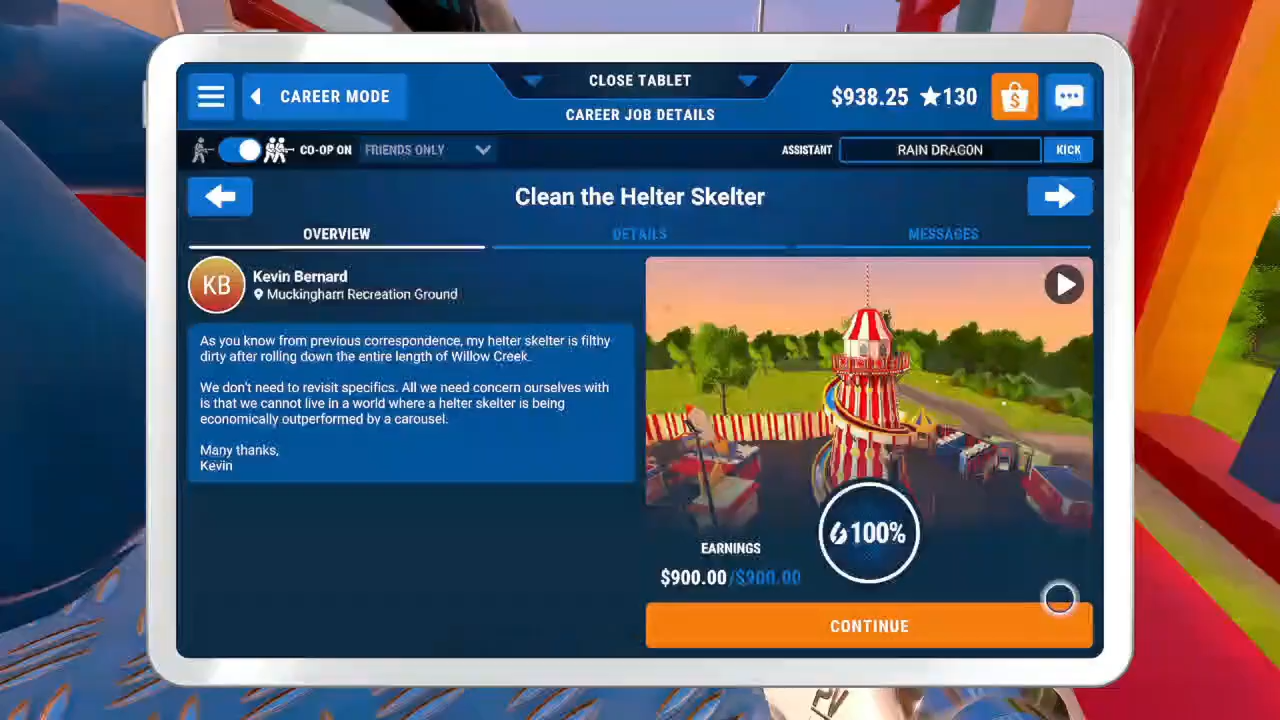 CLOSE TABLET
CAREER MODE
$938.25 ★130
CAREER JOB DETAILS
CO-OP ON FRIENDS ONLY
ASSISTANT RAIN DRAGON KICK
Clean the Helter Skelter
OVERVIEW DETAILS MESSAGES
KB
Kevin Bernard
Muckingham Recreation Ground
As you know from previous correspondence, my helter skelter is filthy
dirty after rolling down the entire length of Willow Creek.
We don't need to revisit specifics. All we need concern ourselves with
is that we cannot live in a world where a helter skelter is being
economically outperformed by a carousel.
Many thanks,
Kevin
100%
EARNINGS
$900.00/$900.00
CONTINUE